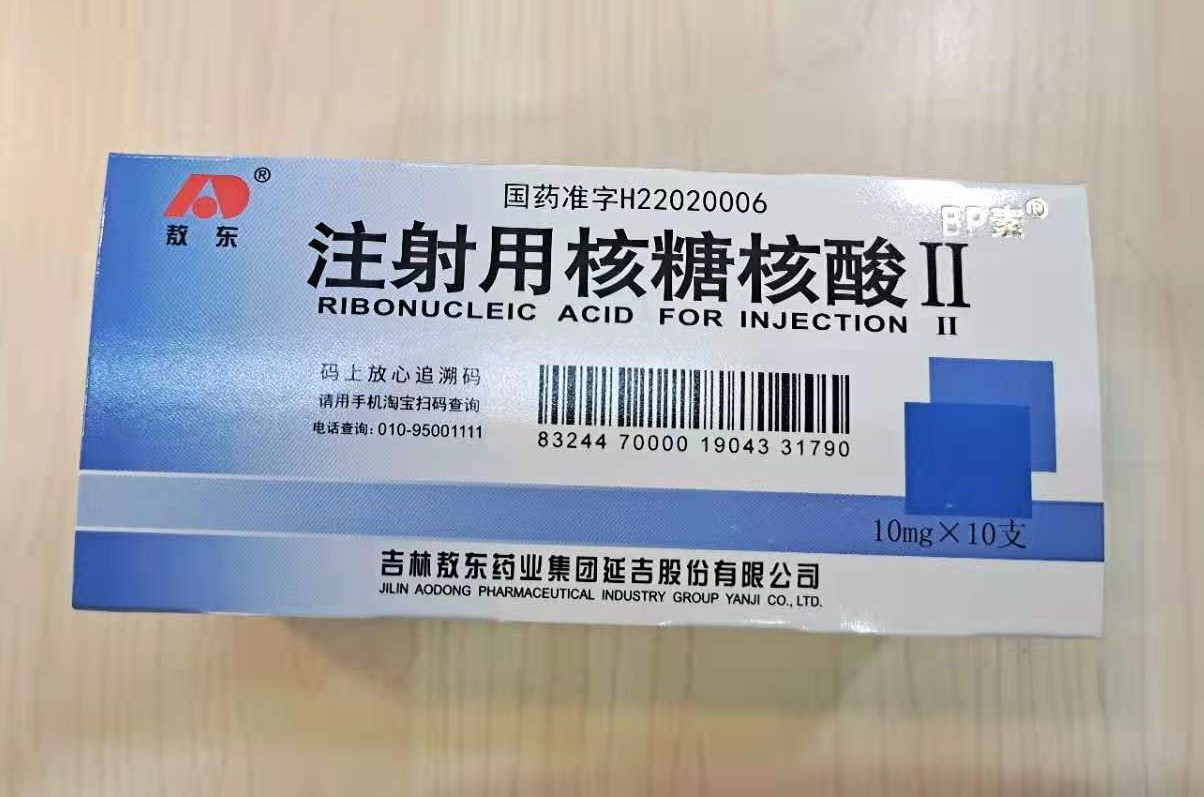 敖东®
国药准字H22020006
BP素®
注射用核糖核酸II
RIBONUCLEIC ACID FOR INJECTION II
码上放心追溯码
请用手机淘宝扫码查询
电话查询:010-95001111
83244 70000 19043 31790
10mg×10支
吉林敖东药业集团延吉股份有限公司
JILIN AODONG PHARMACEUTICAL INDUSTRY GROUP YANJI CO., LTD.